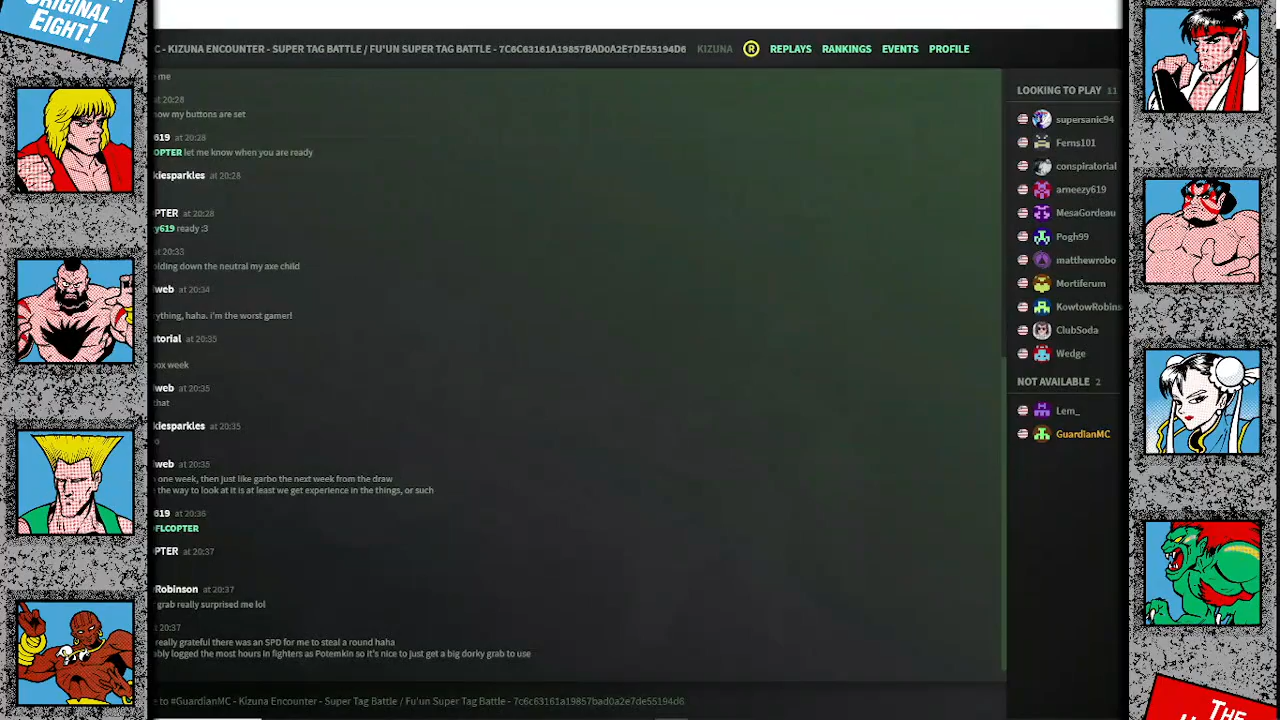 ORIGINAL
EIGHT!
C - KIZUNA ENCOUNTER - SUPER TAG BATTLE / FU'UN SUPER TAG BATTLE - 7C6C63161A19857BAD0A2E7DE55194D6 KIZUNA R REPLAYS RANKINGS EVENTS PROFILE
me
at 20:28
now my buttons are set
619 at 20:28
OPTER let me know when you are ready
kiesparkles at 20:28
PTER at 20:28
y619 ready :3
at 20:33
olding down the neutral my axe child
web at 20:34
rything, haha. i'm the worst gamer!
atorial at 20:35
box week
web at 20:35
that
kiesparkles at 20:35
o
web at 20:35
one week, then just like garbo the next week from the draw
the way to look at it is at least we get experience in the things, or such
619 at 20:36
FLCOPTER
PTER at 20:37
Robinson at 20:37
grab really surprised me lol
at 20:37
really grateful there was an SPD for me to steal a round haha
bly logged the most hours in fighters as Potemkin so it's nice to just get a big dorky grab to use
e to #GuardianMC - Kizuna Encounter - Super Tag Battle / Fu'un Super Tag Battle - 7c6c63161a19857bad0a2e7de55194d6
LOOKING TO PLAY 11
supersanic94
Ferns101
conspiratorial
arneezy619
MesaGordeau
Pogh99
matthewrobo
Mortiferum
KowtowRobins
ClubSoda
Wedge
NOT AVAILABLE 2
Lem_
GuardianMC
THE